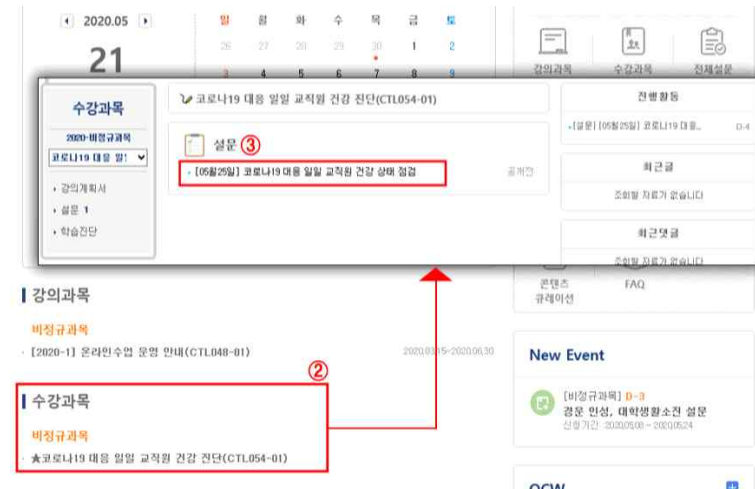 2020.05
21
일 월 화 수 목 금 토
26 27 28 29 30 1 2
3 4 5 6 7 8 9
강의과목 수강과목 전체설문
수강과목
2020-비정규과목
코로나19 대응 일!
강의계획서
설문 1
학습진단
코로나19 대응 일일 교직원 건강 진단(CTL054-01)
설문 ③
[05월25일] 코로나19 대응 일일 교직원 건강 상태 점검
공개전
진행활동
[설문] [05월25일] 코로나19 대응... D-4
최근글
조회할 자료가 없습니다
최근댓글
조회할 자료가 없습니다
콘텐츠
큐레이션
FAQ
강의과목
비정규과목
[2020-1] 온라인수업 운영 안내(CTL048-01) 2020.03.15~2020.06.30
②
수강과목
비정규과목
★코로나19 대응 일일 교직원 건강 진단(CTL054-01)
New Event
[비정규과목] D-3
경운 인성, 대학생활소진 설문
신청기간 : 2020.05.08 ~ 2020.05.24
OCW